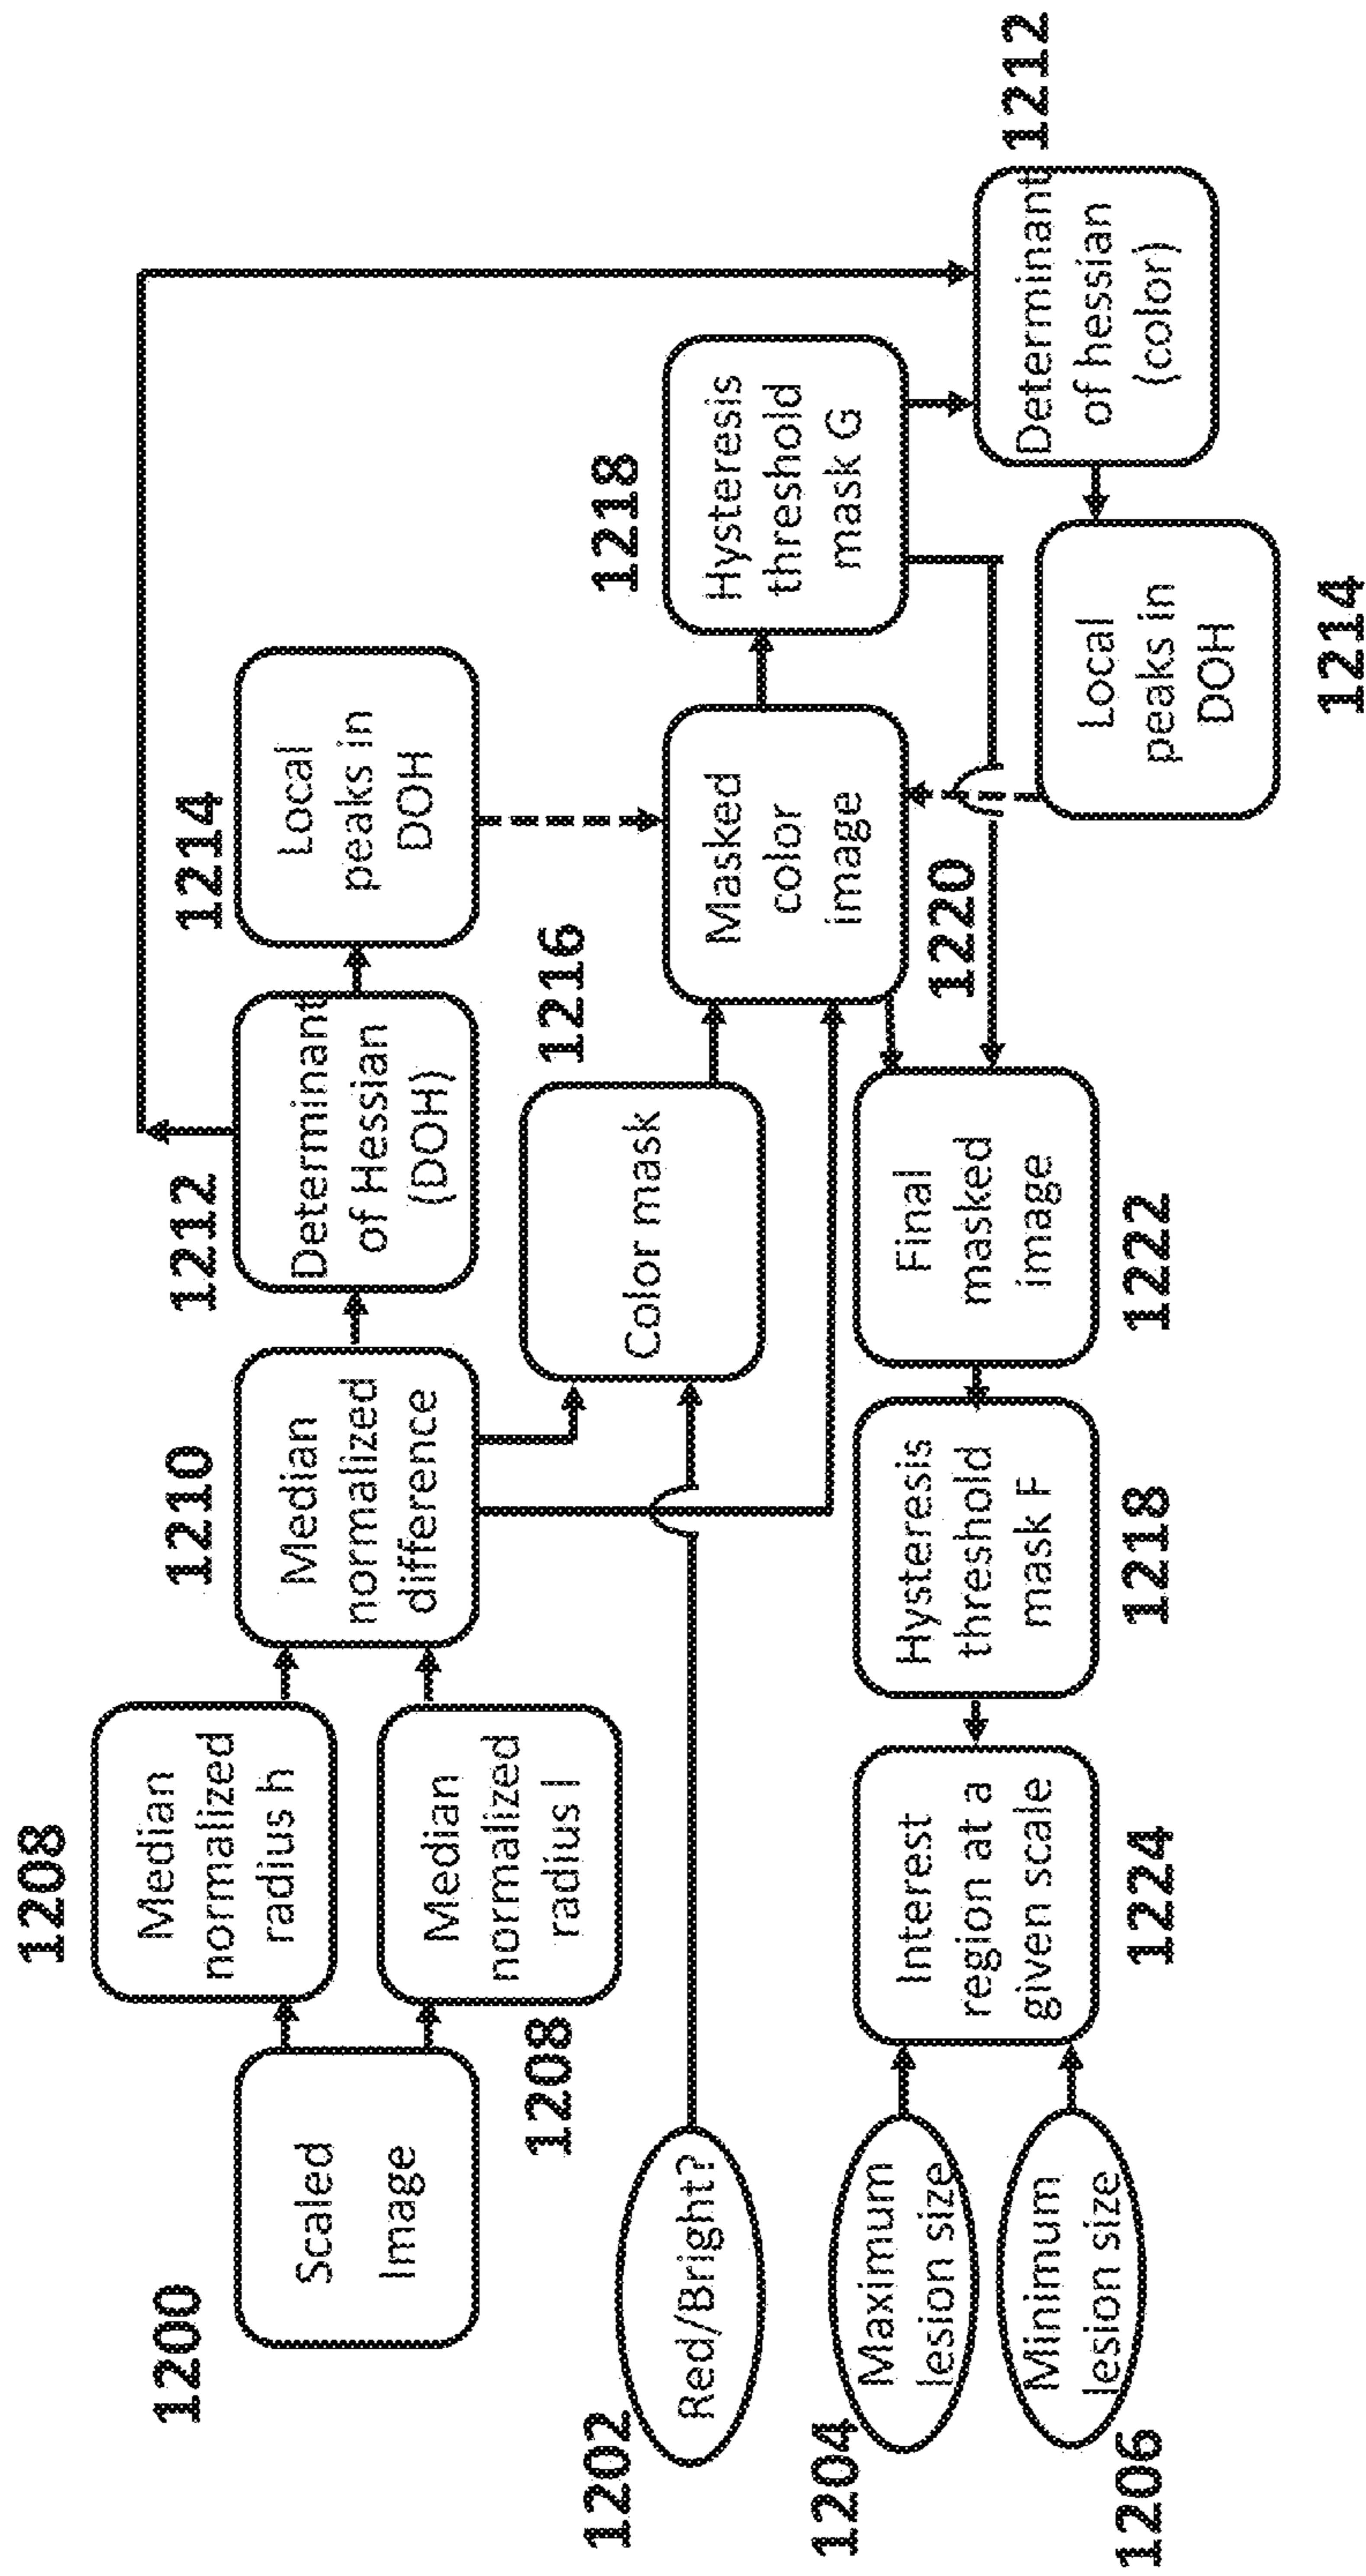 1200
Scaled
Image
1208
Median
normalized
radius h
1208
Median
normalized
radius l
1210
Median
normalized
difference
1212
Determinant
of Hessian
(DOH)
1214
Local
peaks in
DOH
1202
Red/Bright?
1216
Color mask
Masked
color
image
1220
1218
Hysteresis
threshold
mask G
1212
Determinant
of hessian
(color)
Local
peaks in
DOH
1214
Final
masked
image
1222
Hysteresis
threshold
mask F
1218
Interest
region at a
given scale
1224
1204
Maximum
lesion size
1206
Minimum
lesion size